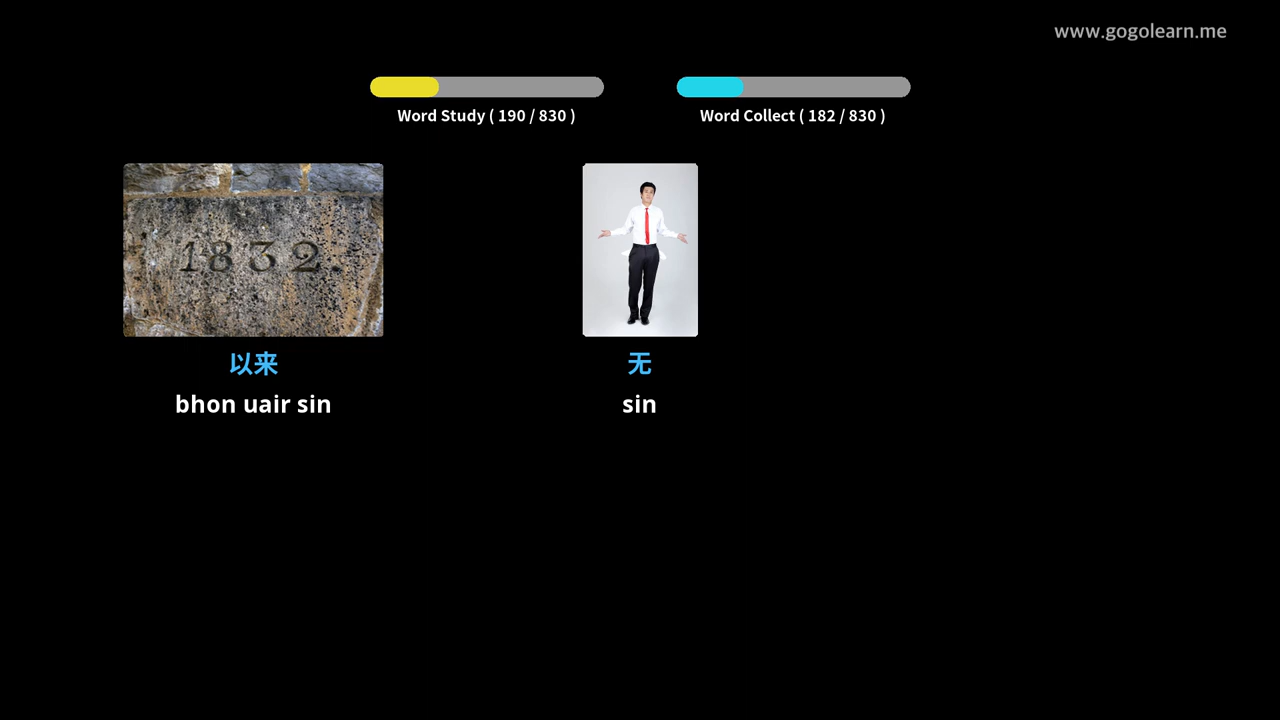 www.gogolearn.me
Word Study ( 190 / 830 )
Word Collect ( 182 / 830 )
1832.
以来
无
bhon uair sin
sin